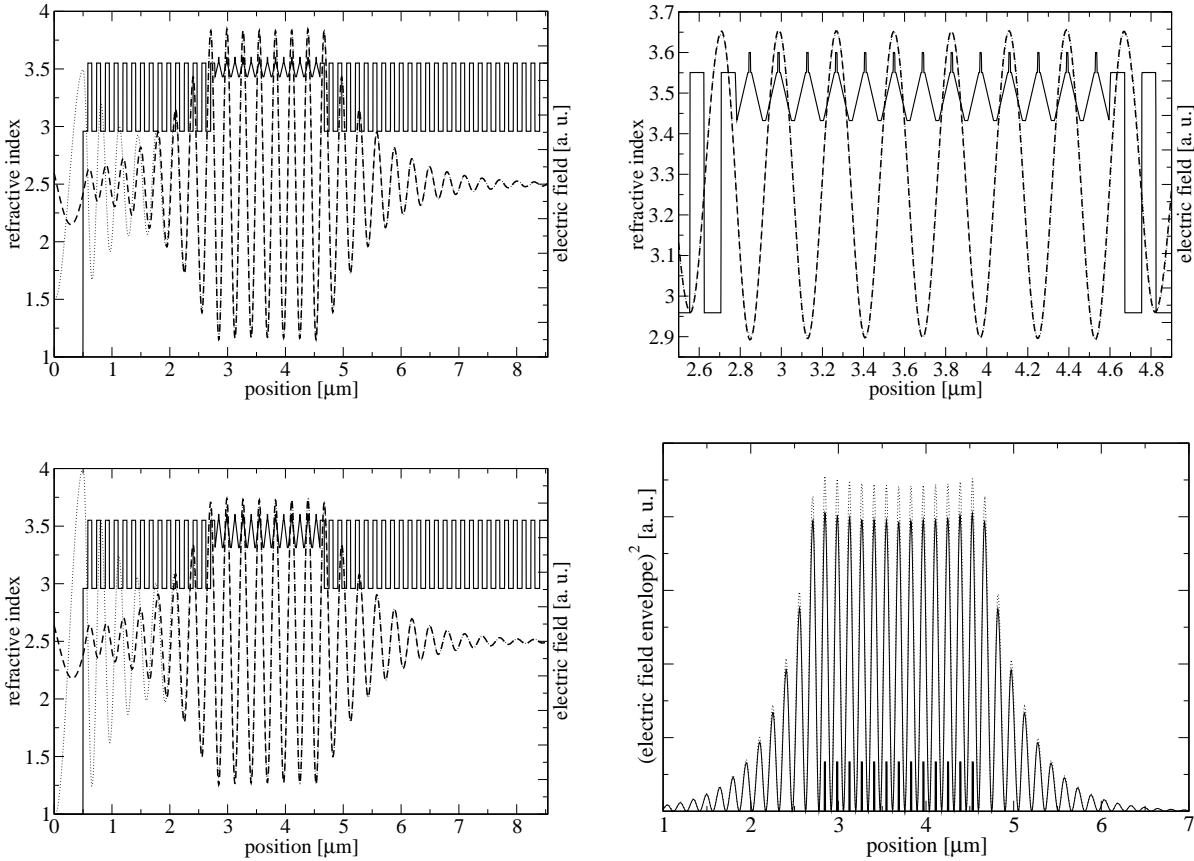 4
3.5
3
2.5
2
1.5
1
0 1 2 3 4 5 6 7 8
refractive index
position [μm]
electric field [a. u.]
3.7
3.6
3.5
3.4
3.3
3.2
3.1
3
2.9
2.6 2.8 3 3.2 3.4 3.6 3.8 4 4.2 4.4 4.6 4.8
refractive index
position [μm]
electric field [a. u.]
4
3.5
3
2.5
2
1.5
1
0 1 2 3 4 5 6 7 8
refractive index
position [μm]
electric field [a. u.]
(electric field envelope)² [a. u.]
1 2 3 4 5 6 7
position [μm]